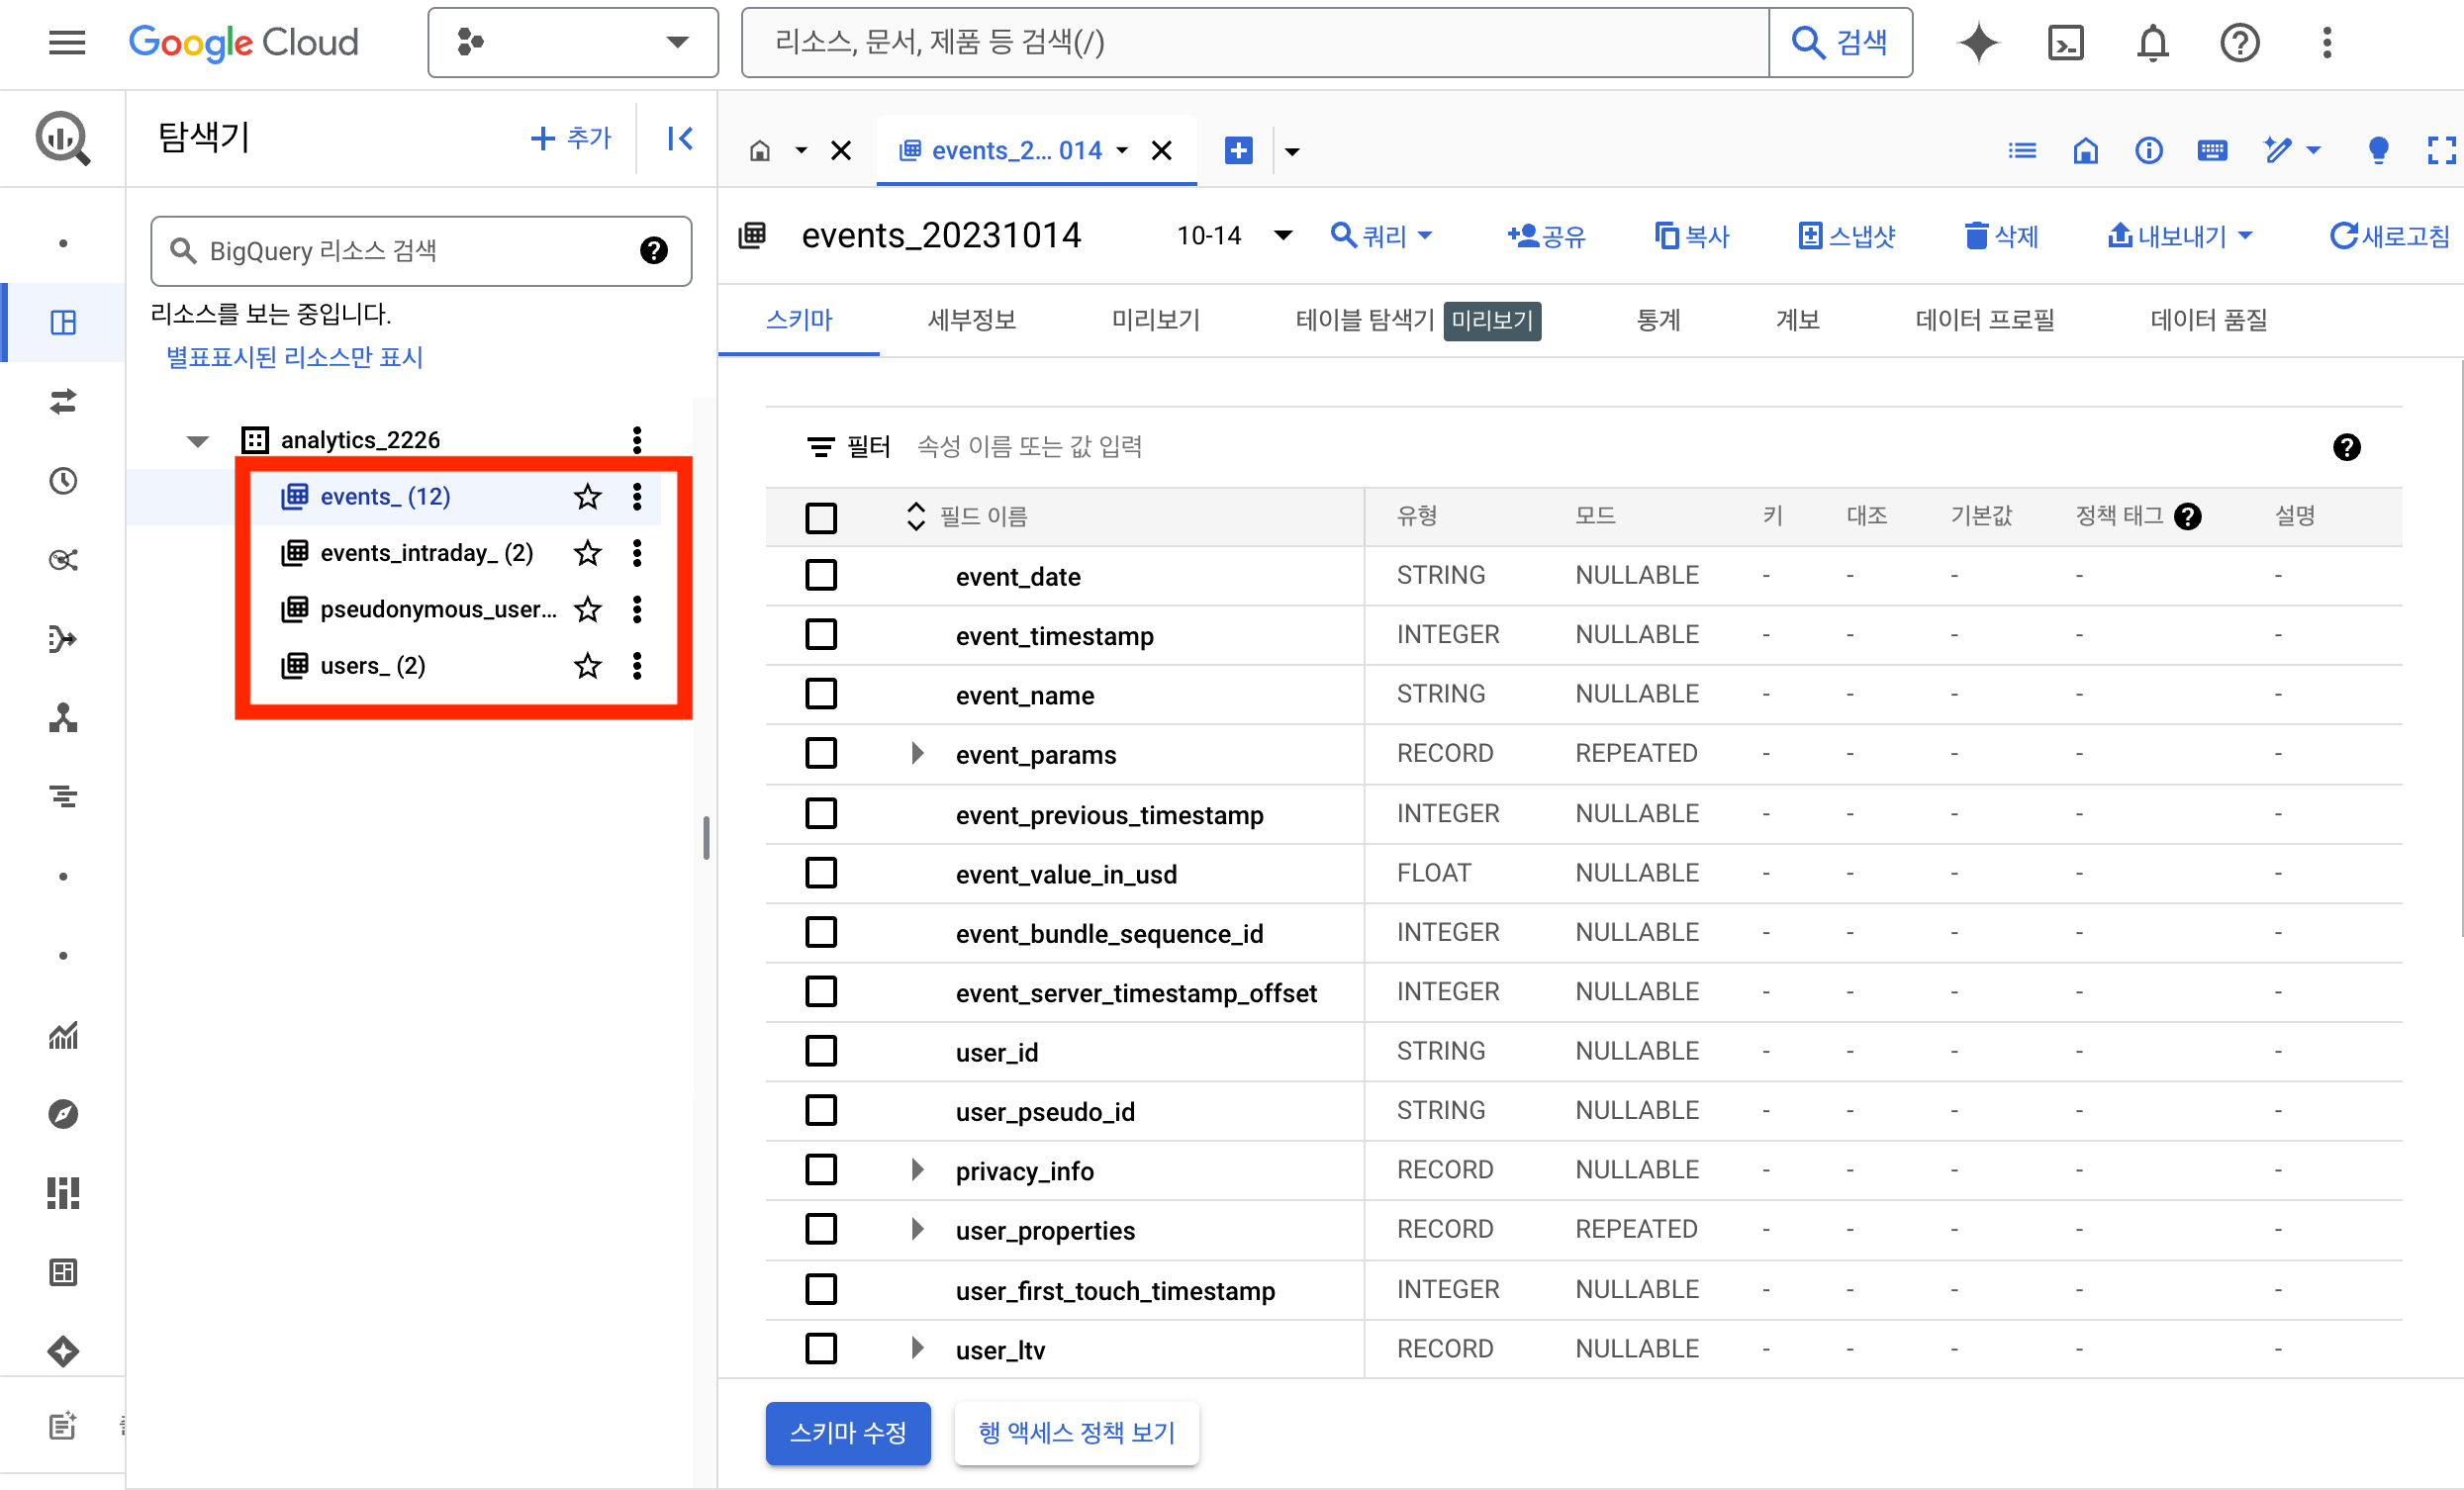 Google Cloud
리소스, 문서, 제품 등 검색(/)
검색
탐색기
추가
events_2... 014
BigQuery 리소스 검색
리소스를 보는 중입니다.
별표표시된 리소스만 표시
analytics_2226
events_ (12)
events_intraday_ (2)
pseudonymous_user...
users_ (2)
events_20231014
10-14
쿼리
공유
복사
스냅샷
삭제
내보내기
새로고침
스키마 세부정보 미리보기 테이블 탐색기 미리보기 통계 계보 데이터 프로필 데이터 품질
필터 속성 이름 또는 값 입력
필드 이름 유형 모드 키 대조 기본값 정책 태그 설명
event_date STRING NULLABLE - - - - -
event_timestamp INTEGER NULLABLE - - - - -
event_name STRING NULLABLE - - - - -
event_params RECORD REPEATED - - - - -
event_previous_timestamp INTEGER NULLABLE - - - - -
event_value_in_usd FLOAT NULLABLE - - - - -
event_bundle_sequence_id INTEGER NULLABLE - - - - -
event_server_timestamp_offset INTEGER NULLABLE - - - - -
user_id STRING NULLABLE - - - - -
user_pseudo_id STRING NULLABLE - - - - -
privacy_info RECORD NULLABLE - - - - -
user_properties RECORD REPEATED - - - - -
user_first_touch_timestamp INTEGER NULLABLE - - - - -
user_ltv RECORD NULLABLE - - - - -
스키마 수정
행 액세스 정책 보기